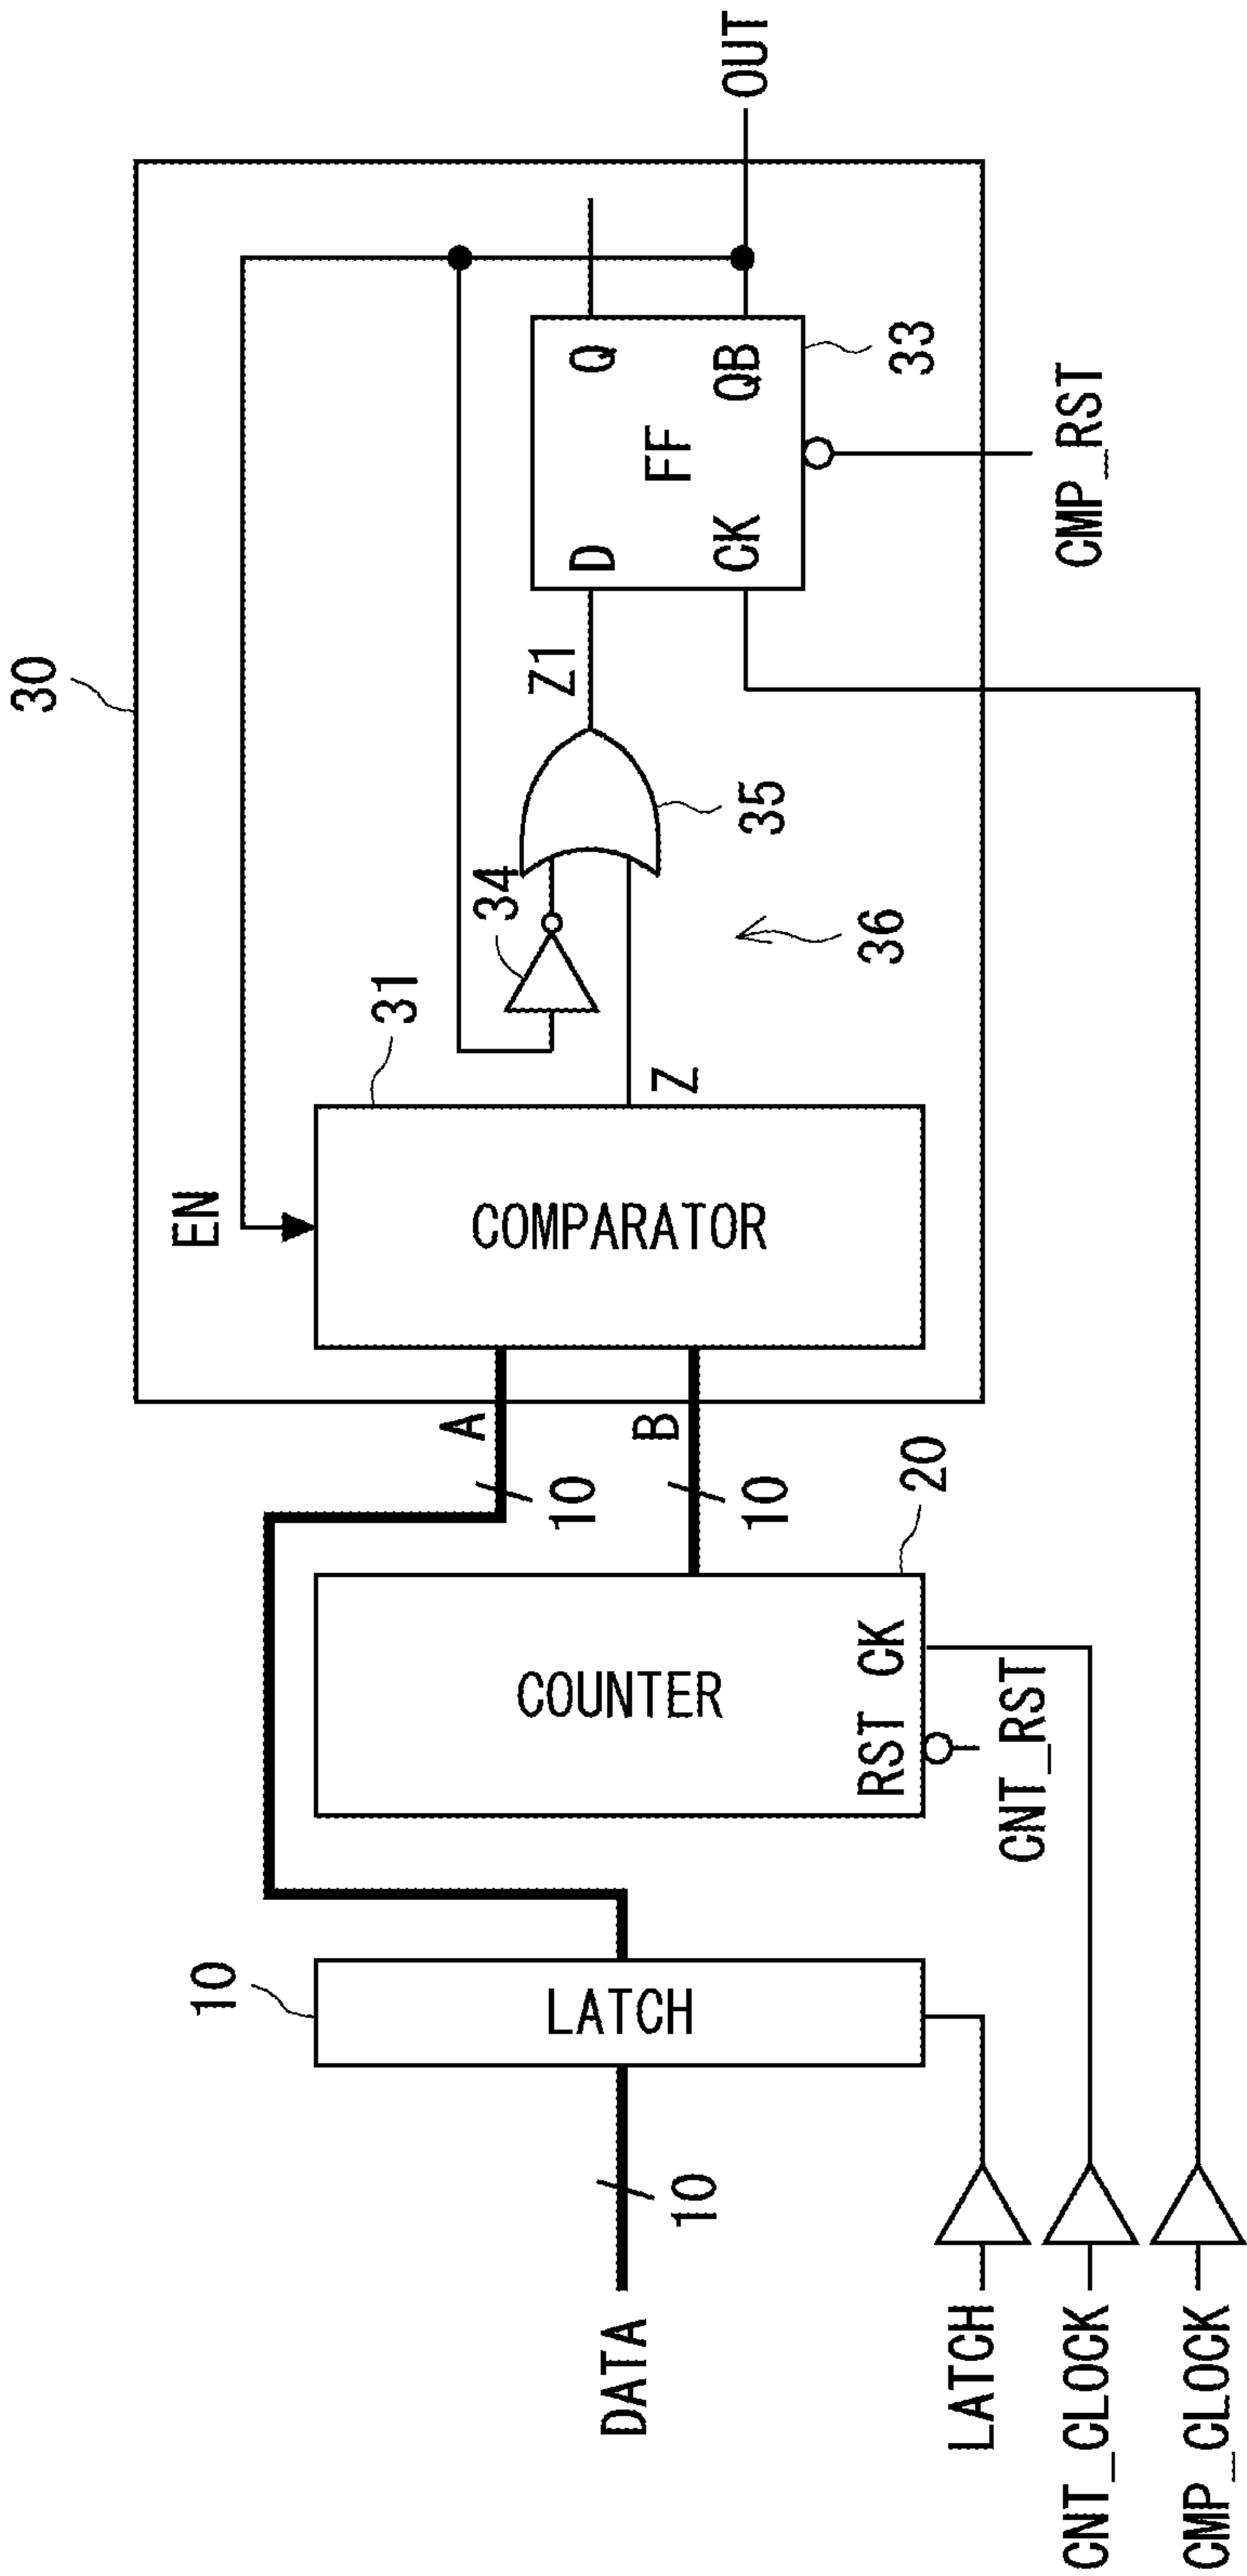 30
EN
31
34
Z1
D
Q
FF
CK
QB
33
OUT
COMPARATOR
Z
35
36
CMP_RST
A
10
B
10
COUNTER
20
RST CK
CNT_RST
10
LATCH
DATA
10
LATCH
CNT_CLOCK
CMP_CLOCK